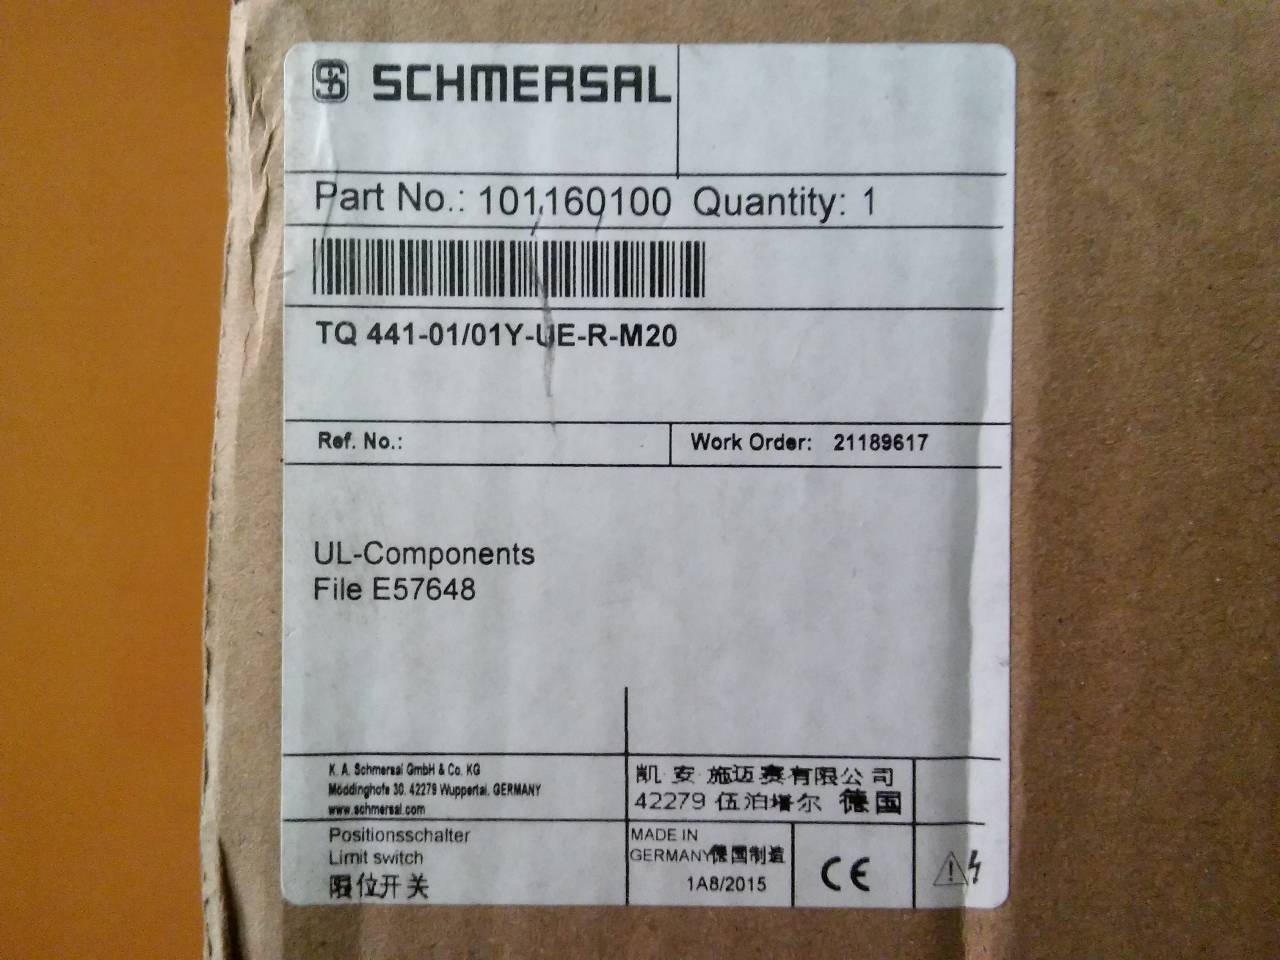 SCHMERSAL
Part No.: 101160100 Quantity: 1
TQ 441-01/01Y-UE-R-M20
Ref. No.: Work Order: 21189617
UL-Components
File E57648
K. A. Schmersal GmbH & Co. KG
Möddinghofe 30, 42279 Wuppertal, GERMANY
www.schmersal.com
凯安施迈赛有限公司
42279 伍泊塔尔 德国
Positionsschalter
Limit switch
限位开关
MADE IN
GERMANY德国制造
1A8/2015
CE